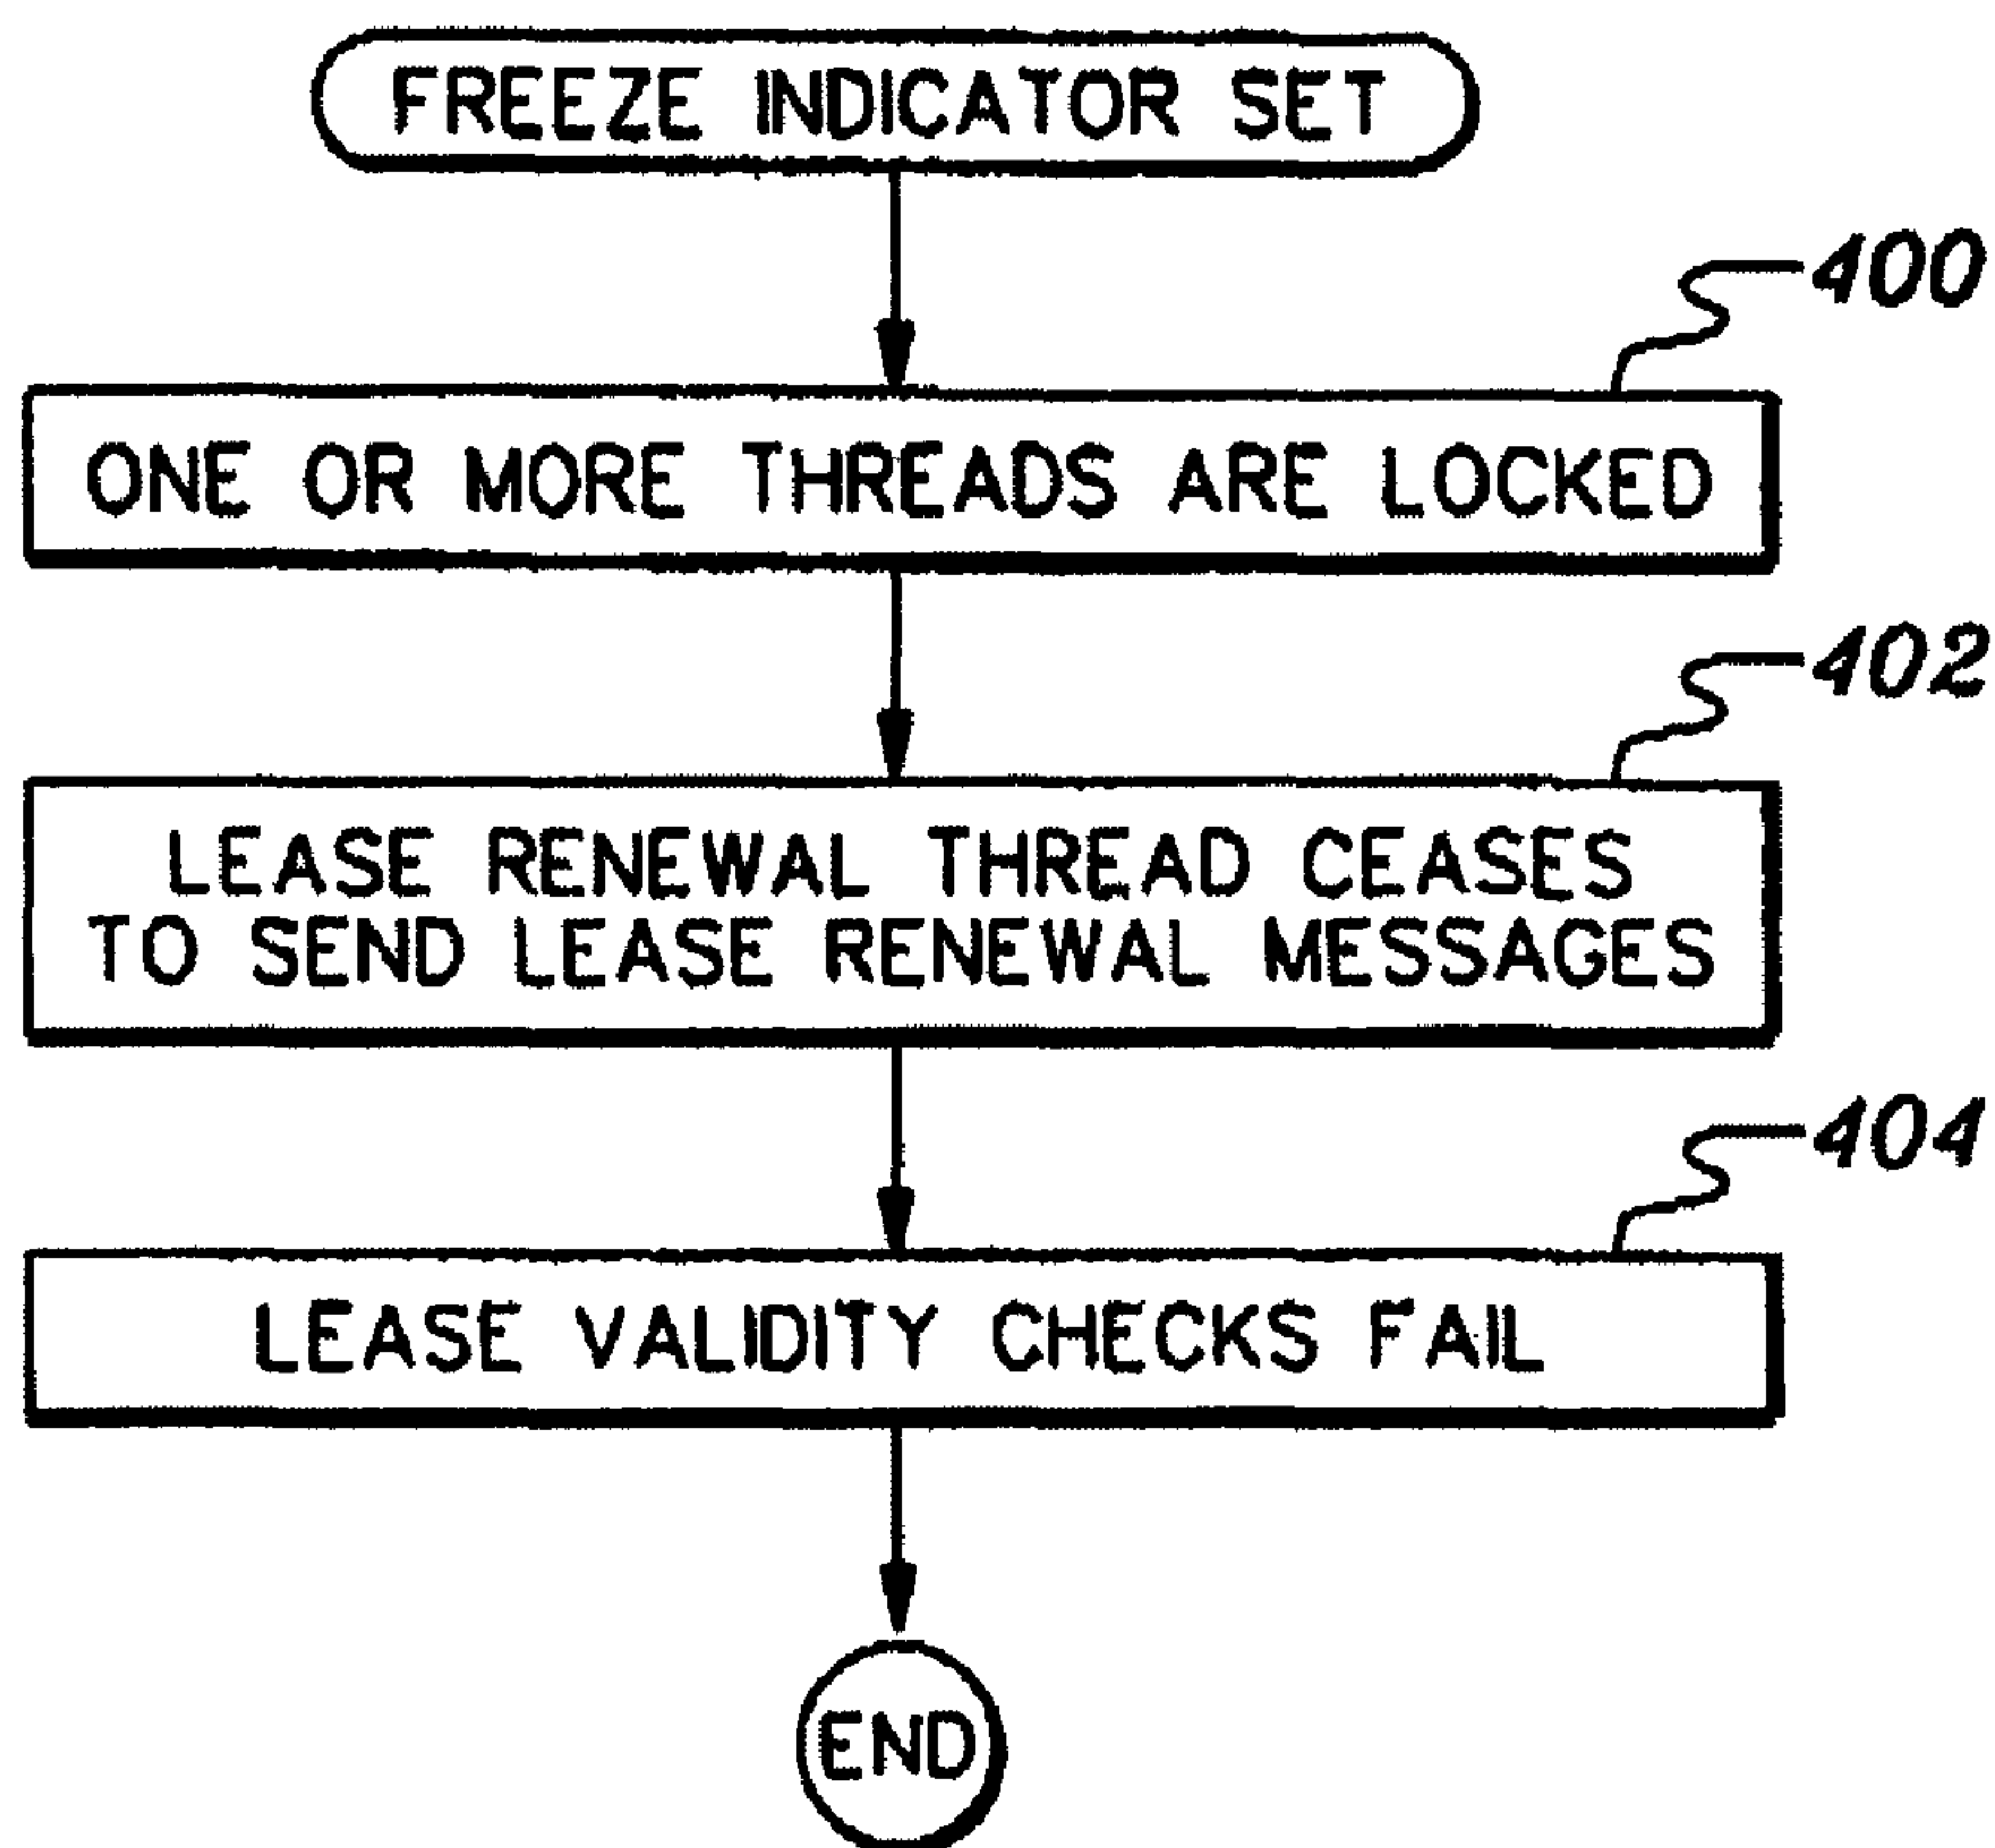 FREEZE INDICATOR SET
400
ONE OR MORE THREADS ARE LOCKED
402
LEASE RENEWAL THREAD CEASES
TO SEND LEASE RENEWAL MESSAGES
404
LEASE VALIDITY CHECKS FAIL
END